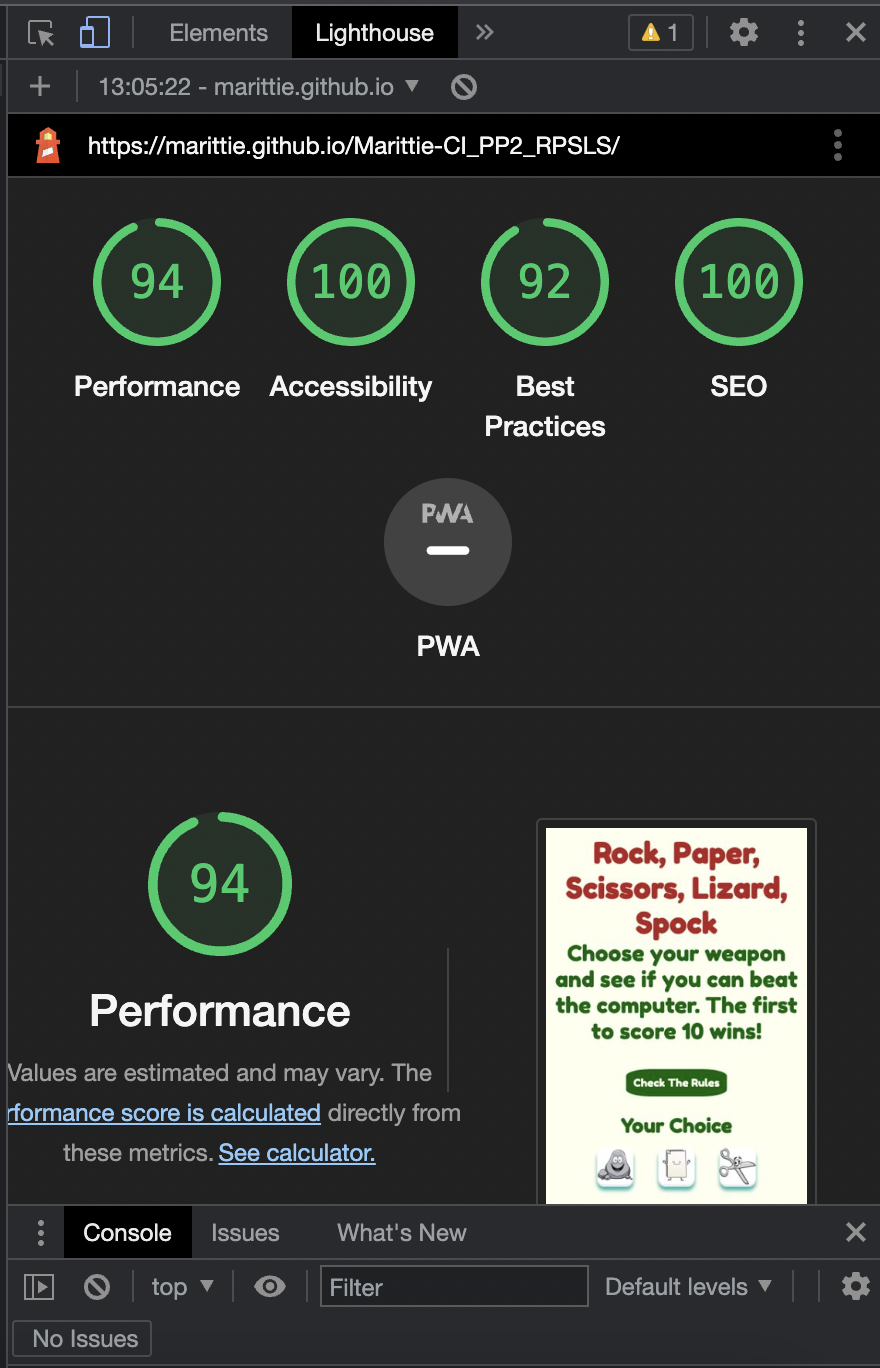 Elements
Lighthouse
1
13:05:22 - marittie.github.io
https://marittie.github.io/Marittie-CI_PP2_RPSLS/
94
100
92
100
Performance
Accessibility
Best
Practices
SEO
PWA
PWA
94
Performance
Values are estimated and may vary. The
rformance score is calculated directly from
these metrics. See calculator.
Rock, Paper,
Scissors, Lizard,
Spock
Choose your weapon
and see if you can beat
the computer. The first
to score 10 wins!
Check The Rules
Your Choice
Console
Issues
What's New
top
Filter
Default levels
No Issues